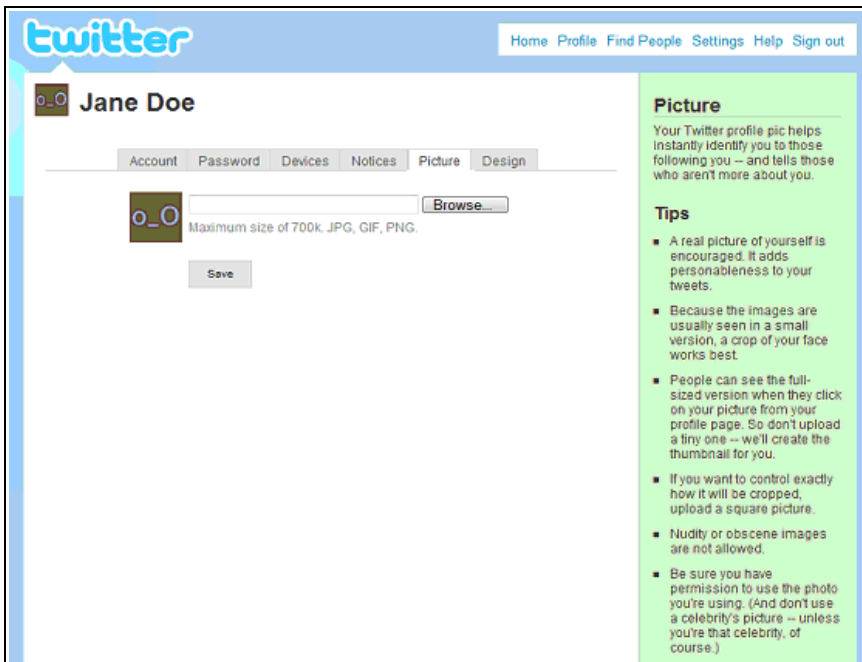 twitter
Home Profile Find People Settings Help Sign out
o_O Jane Doe
Account Password Devices Notices Picture Design
o_O
Browse...
Maximum size of 700k. JPG, GIF, PNG.
Save
Picture
Your Twitter profile pic helps
instantly identify you to those
following you -- and tells those
who aren't more about you.
Tips
A real picture of yourself is
encouraged. It adds
personableness to your
tweets.
Because the images are
usually seen in a small
version, a crop of your face
works best.
People can see the full-
sized version when they click
on your picture from your
profile page. So don't upload
a tiny one -- we'll create the
thumbnail for you.
If you want to control exactly
how it will be cropped,
upload a square picture.
Nudity or obscene images
are not allowed.
Be sure you have
permission to use the photo
you're using. (And don't use
a celebrity's picture -- unless
you're that celebrity, of
course.)